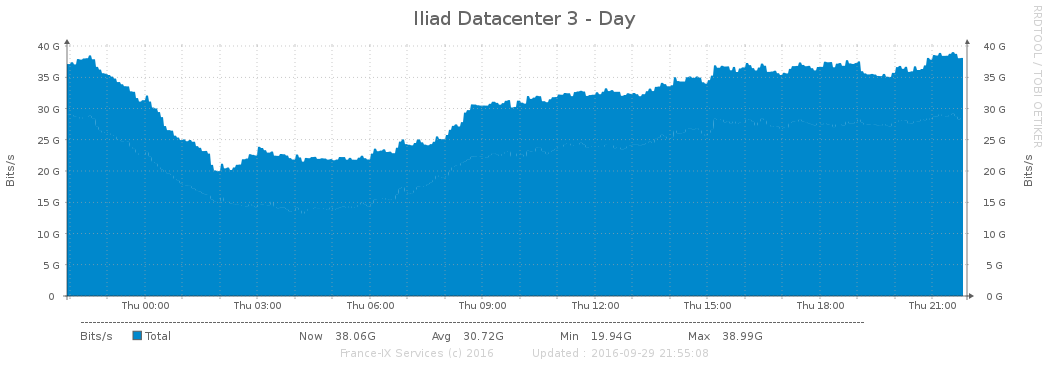 Iliad Datacenter 3 - Day
RRDTOOL / TOBI OETIKER
Bits/s
40 G 40 G
35 G 35 G
30 G 30 G
25 G 25 G
20 G 20 G
15 G 15 G
10 G 10 G
5 G 5 G
0 0 G
Bits/s
Thu 00:00 Thu 03:00 Thu 06:00 Thu 09:00 Thu 12:00 Thu 15:00 Thu 18:00 Thu 21:00
Bits/s Total Now 38.06G Avg 30.72G Min 19.94G Max 38.99G
France-IX Services (c) 2016 Updated : 2016-09-29 21:55:08